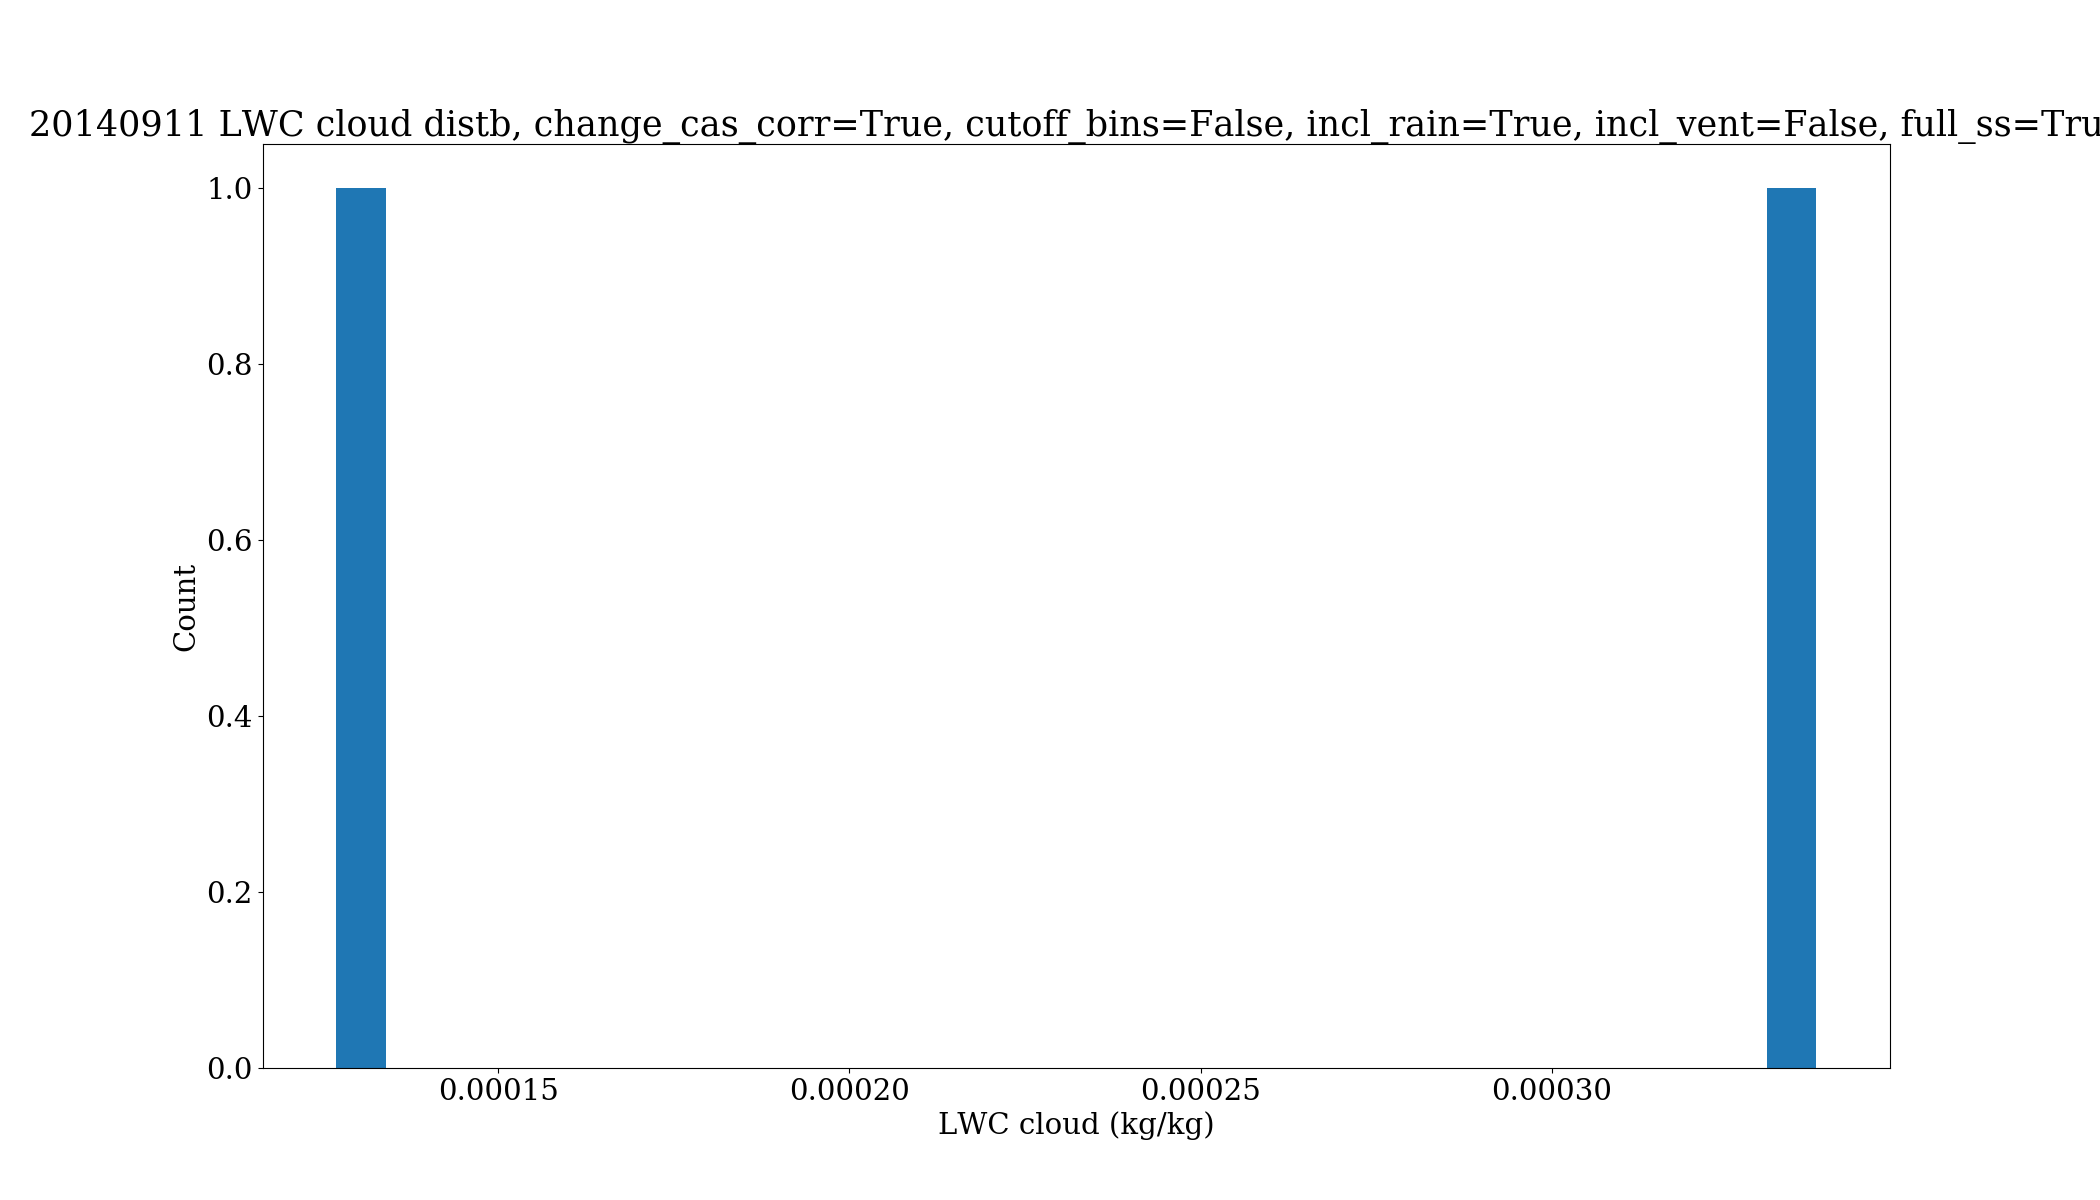 20140911 LWC cloud distb, change_cas_corr=True, cutoff_bins=False, incl_rain=True, incl_vent=False, full_ss=Tru
1.0
0.8
0.6
0.4
0.2
0.0
Count
0.00015 0.00020 0.00025 0.00030
LWC cloud (kg/kg)